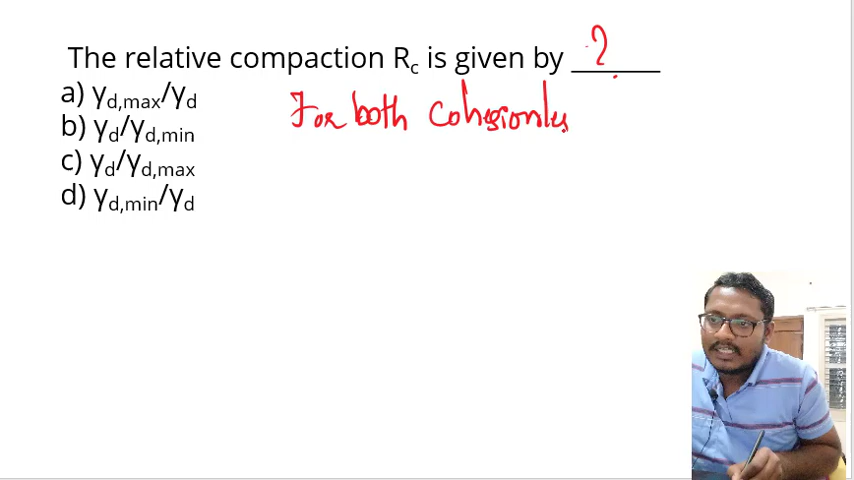 The relative compaction Rc is given by ______ ?
For both cohesionles
a) γd,max/γd
b) γd/γd,min
c) γd/γd,max
d) γd,min/γd